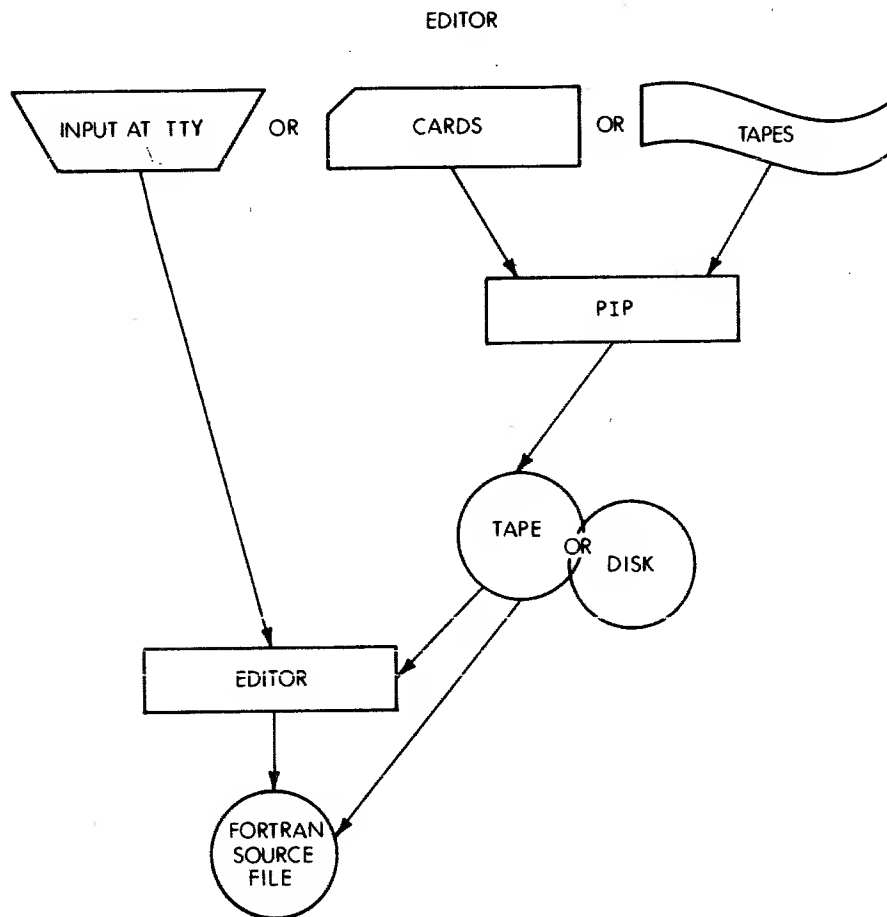 EDITOR
INPUT AT TTY OR CARDS OR TAPES
PIP
TAPE OR DISK
EDITOR
FORTRAN
SOURCE
FILE